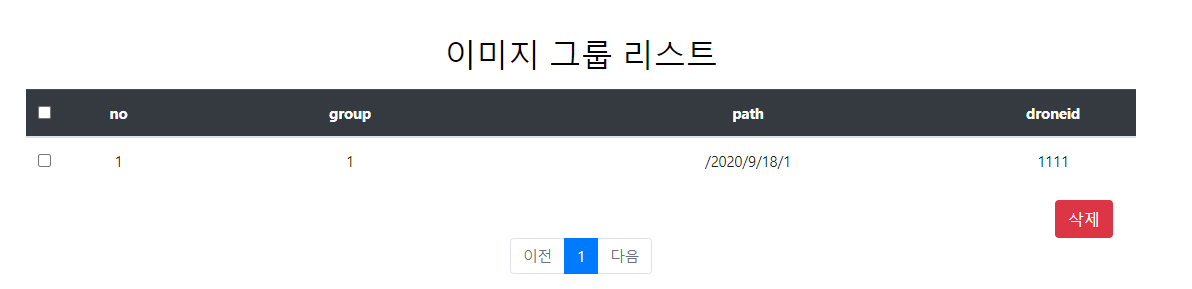 이미지 그룹 리스트
no group path droneid
1 1 /2020/9/18/1 1111
삭제
이전 1 다음